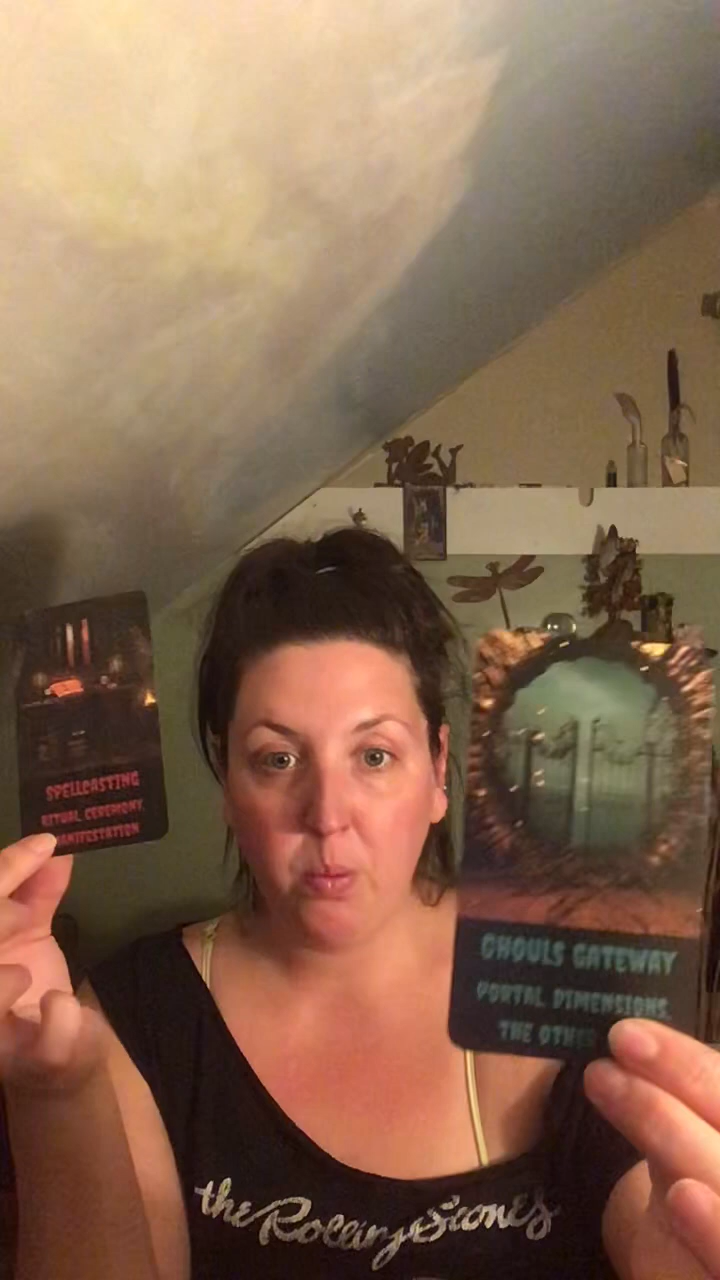 SPELLCASTING
RITUAL, CEREMONY,
MANIFESTATION
GHOULS GATEWAY
PORTAL, DIMENSIONS,
THE OTHER
the Rolling Stones